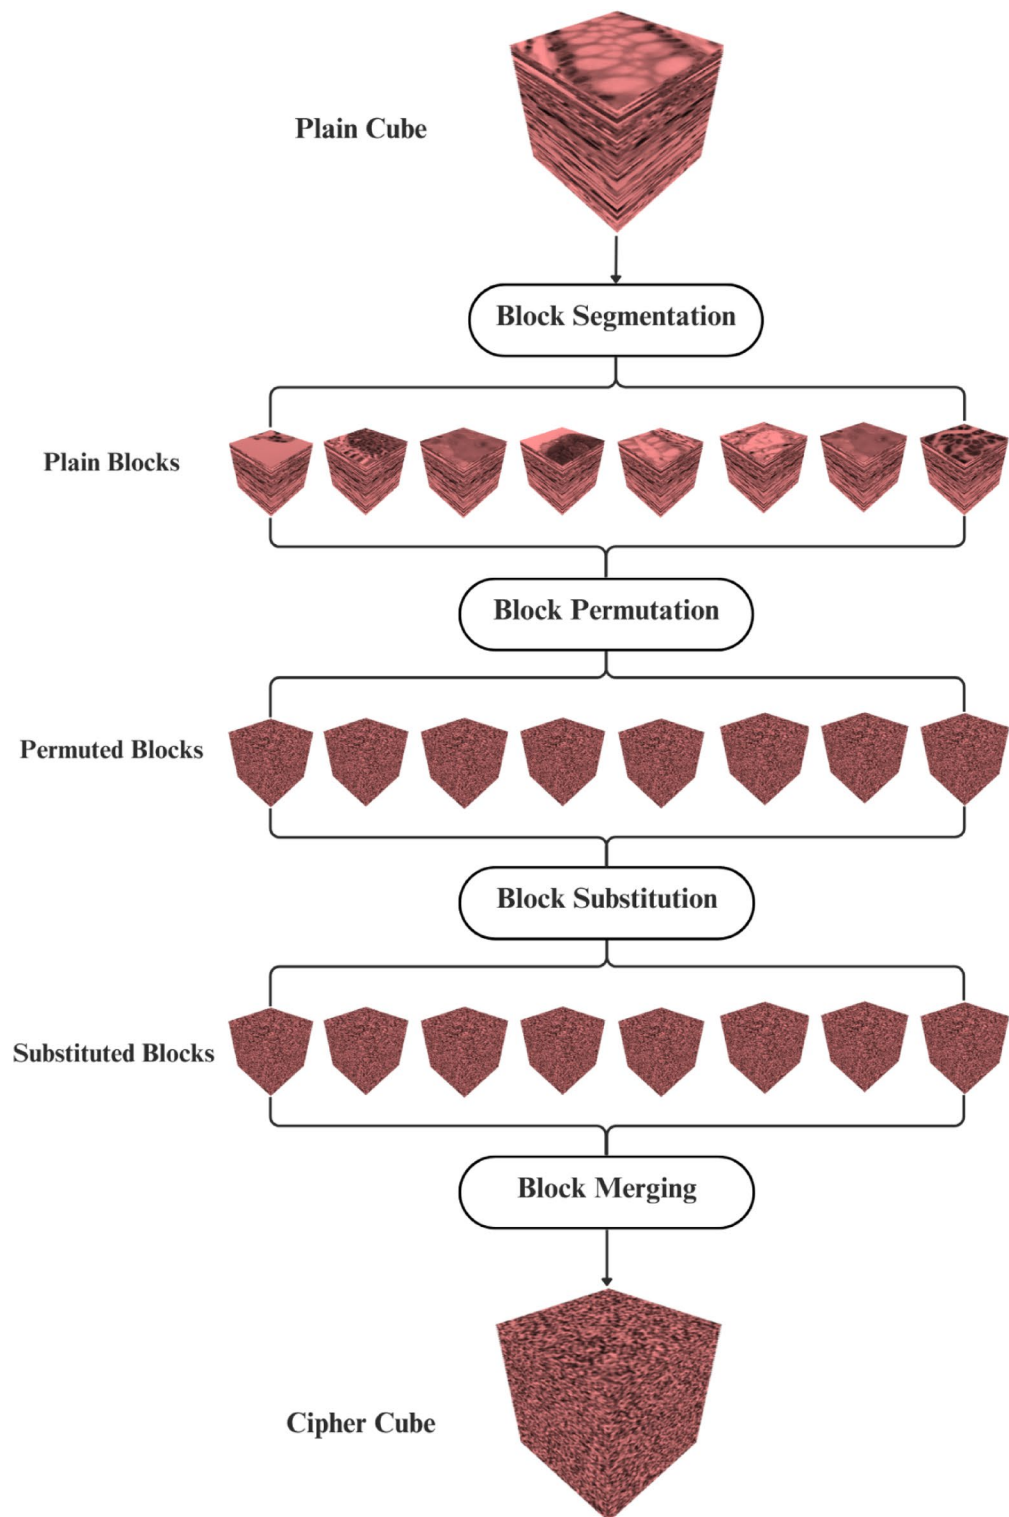 Plain Cube
Block Segmentation
Plain Blocks
Block Permutation
Permuted Blocks
Block Substitution
Substituted Blocks
Block Merging
Cipher Cube